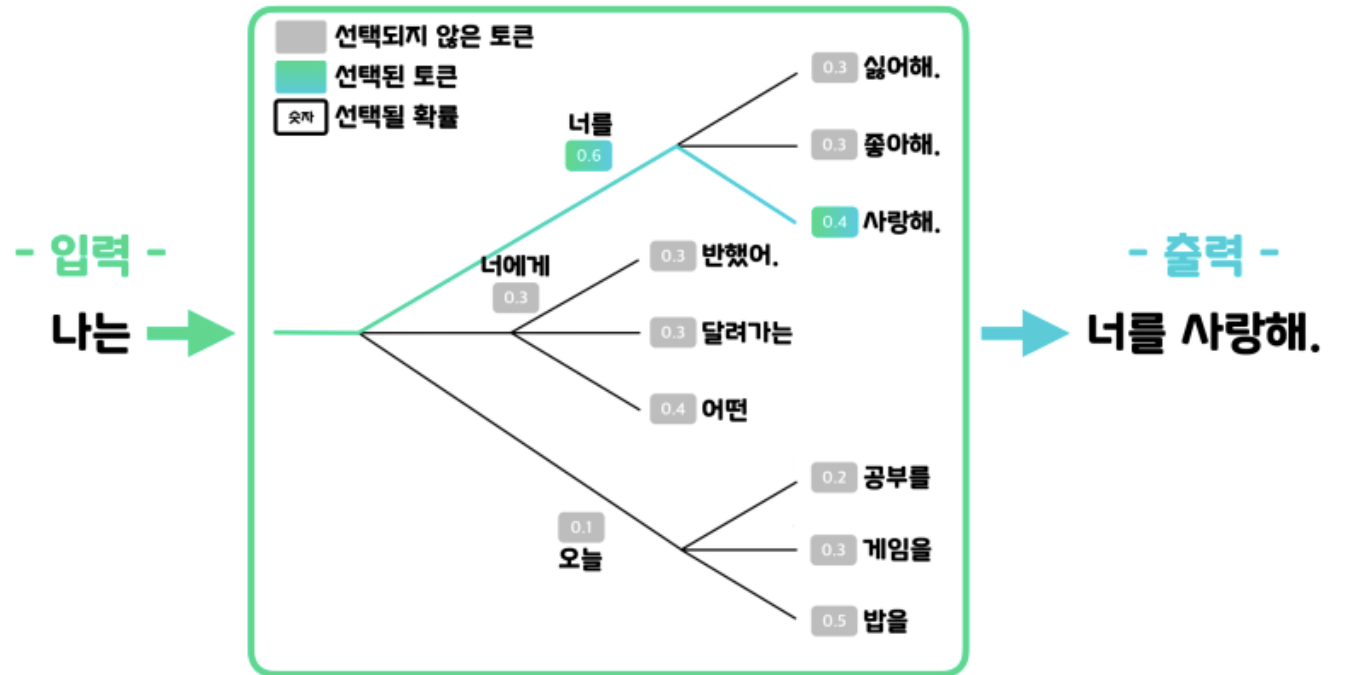 선택되지 않은 토큰
선택된 토큰
숫자 선택될 확률
- 입력 -
나는
너를
0.6
0.3 싫어해.
0.3 좋아해.
0.4 사랑해.
너에게
0.3
0.3 반했어.
0.3 달려가는
0.4 어떤
0.1
오늘
0.2 공부를
0.3 게임을
0.5 밥을
- 출력 -
너를 사랑해.